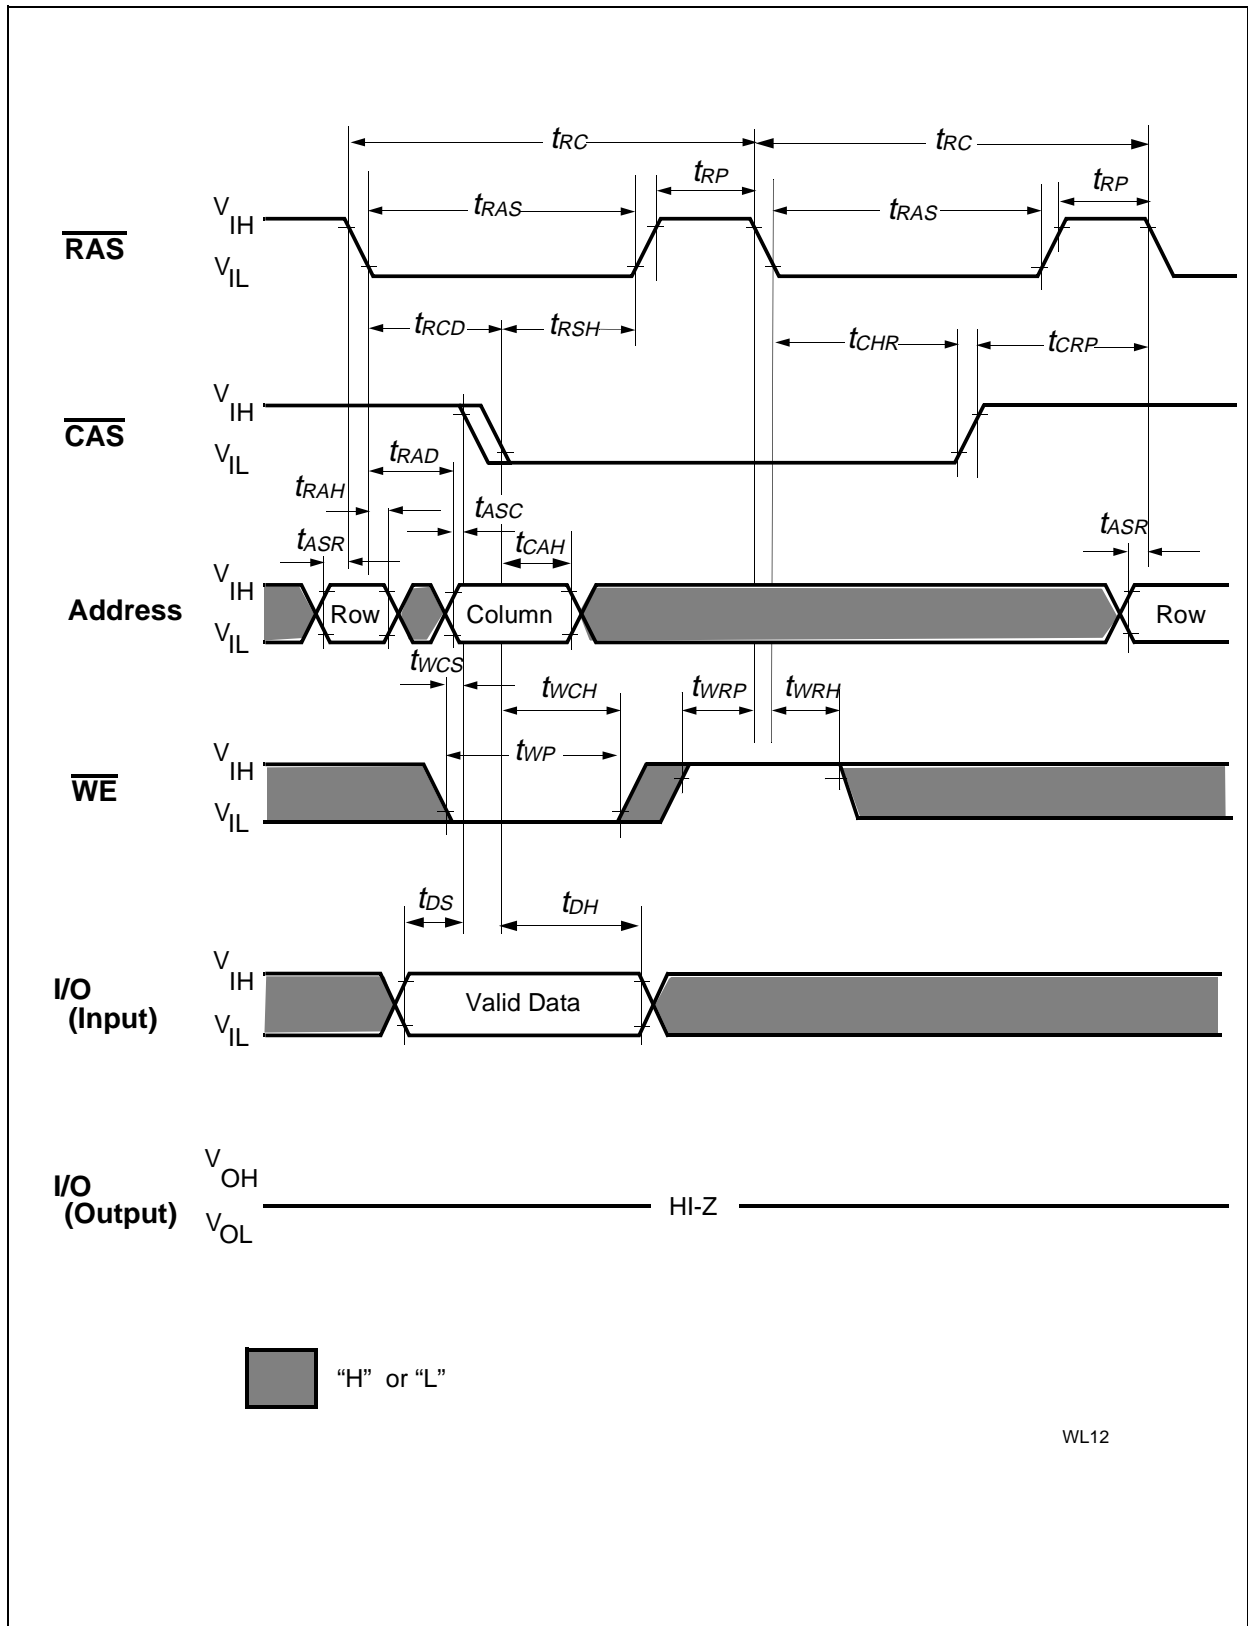 tRC tRC
tRP tRP
tRAS tRAS
VIH
RAS
VIL
tRCD tRSH
tCHR tCRP
VIH
CAS
VIL
tRAD
tRAH
tASC
tASR tCAH tASR
VIH
Address Row Column Row
VIL
tWCS
tWCH tWRP tWRH
tWP
VIH
WE
VIL
tDS tDH
VIH
I/O
Valid Data
(Input)
VIL
VOH
I/O
HI-Z
(Output)
VOL
“H” or “L”
WL12